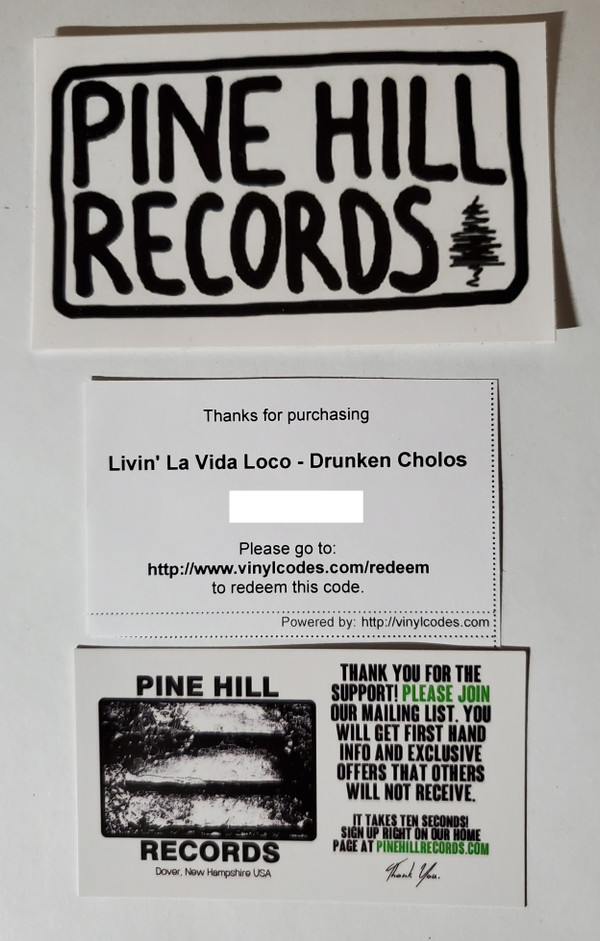 PINE HILL
RECORDS
Thanks for purchasing
Livin' La Vida Loco - Drunken Cholos
Please go to:
http://www.vinylcodes.com/redeem
to redeem this code.
Powered by: http://vinylcodes.com
PINE HILL
RECORDS
Dover, New Hampshire USA
THANK YOU FOR THE
SUPPORT! PLEASE JOIN
OUR MAILING LIST. YOU
WILL GET FIRST HAND
INFO AND EXCLUSIVE
OFFERS THAT OTHERS
WILL NOT RECEIVE.
IT TAKES TEN SECONDS!
SIGN UP RIGHT ON OUR HOME
PAGE AT PINEHILLRECORDS.COM
Thank You.